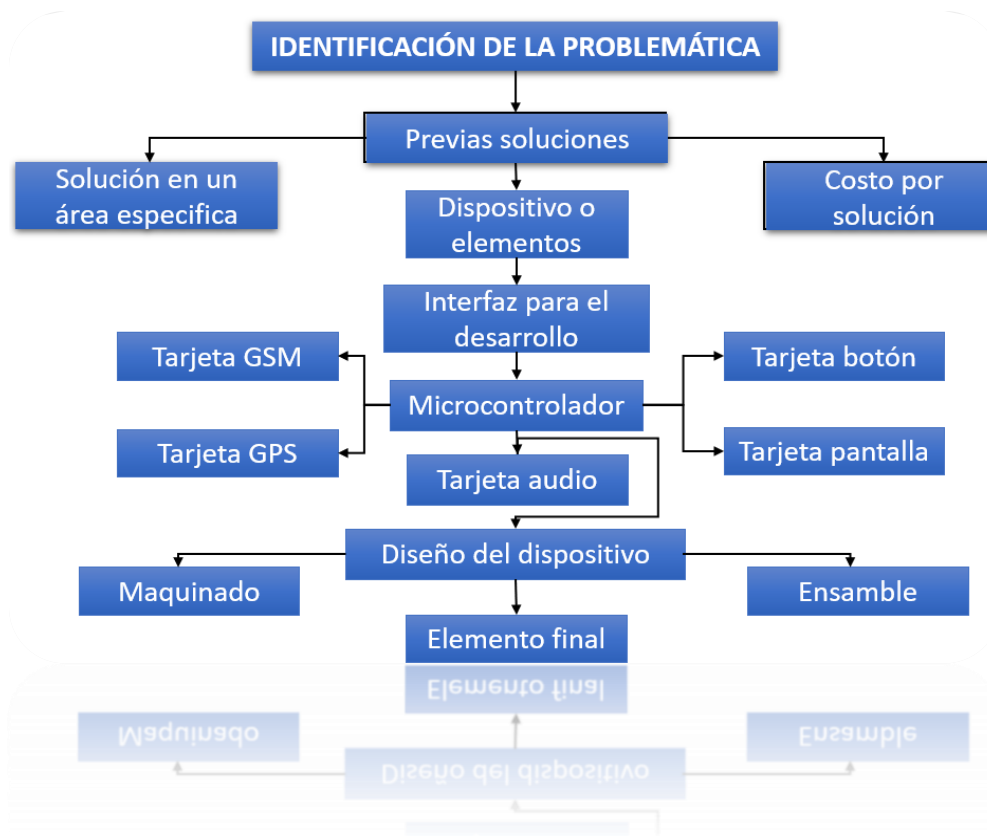 IDENTIFICACIÓN DE LA PROBLEMÁTICA
Previas soluciones
Solución en un
área especifica
Costo por
solución
Dispositivo o
elementos
Interfaz para el
desarrollo
Tarjeta GSM
Tarjeta botón
Microcontrolador
Tarjeta GPS
Tarjeta pantalla
Tarjeta audio
Diseño del dispositivo
Maquinado
Ensamble
Elemento final